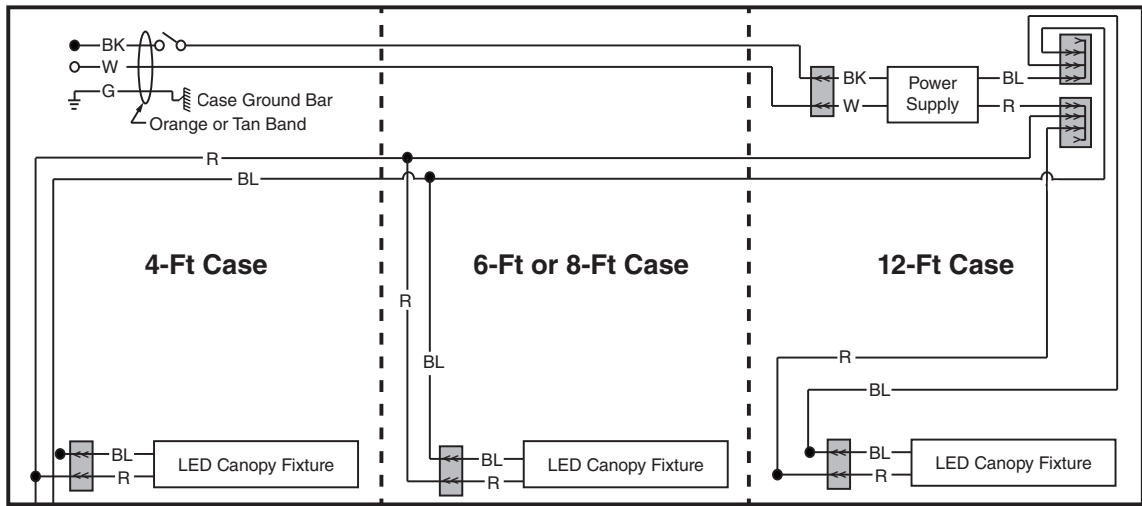 BK
W
G
Case Ground Bar
Orange or Tan Band
BK
W
Power
Supply
BL
R
R
BL
4-Ft Case
6-Ft or 8-Ft Case
12-Ft Case
R
BL
R
BL
BL
R
LED Canopy Fixture
BL
R
LED Canopy Fixture
BL
R
LED Canopy Fixture